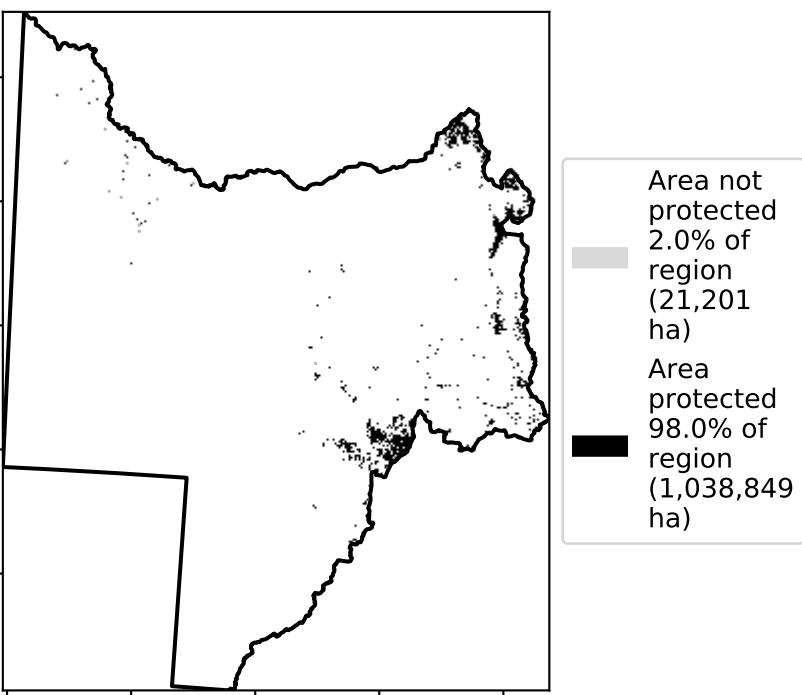 Area not
protected
2.0% of
region
(21,201
ha)
Area
protected
98.0% of
region
(1,038,849
ha)